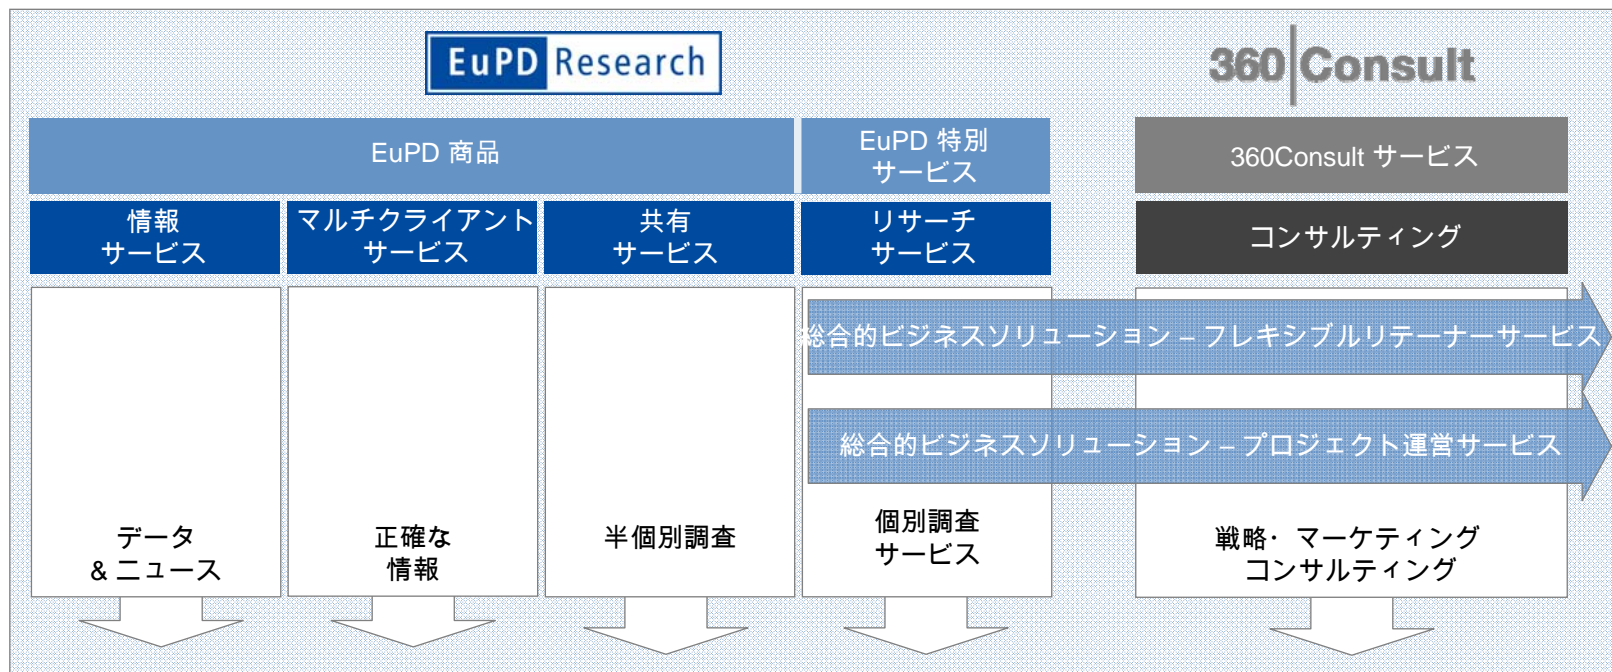 EuPD Research
360 Consult
EuPD 商品
EuPD 特別
サービス
360Consult サービス
情報
サービス
マルチクライアント
サービス
共有
サービス
リサーチ
サービス
コンサルティング
総合的ビジネスソリューション – フレキシブルリテーナーサービス
総合的ビジネスソリューション – プロジェクト運営サービス
データ
& ニュース
正確な
情報
半個別調査
個別調査
サービス
戦略・ マーケティング
コンサルティング